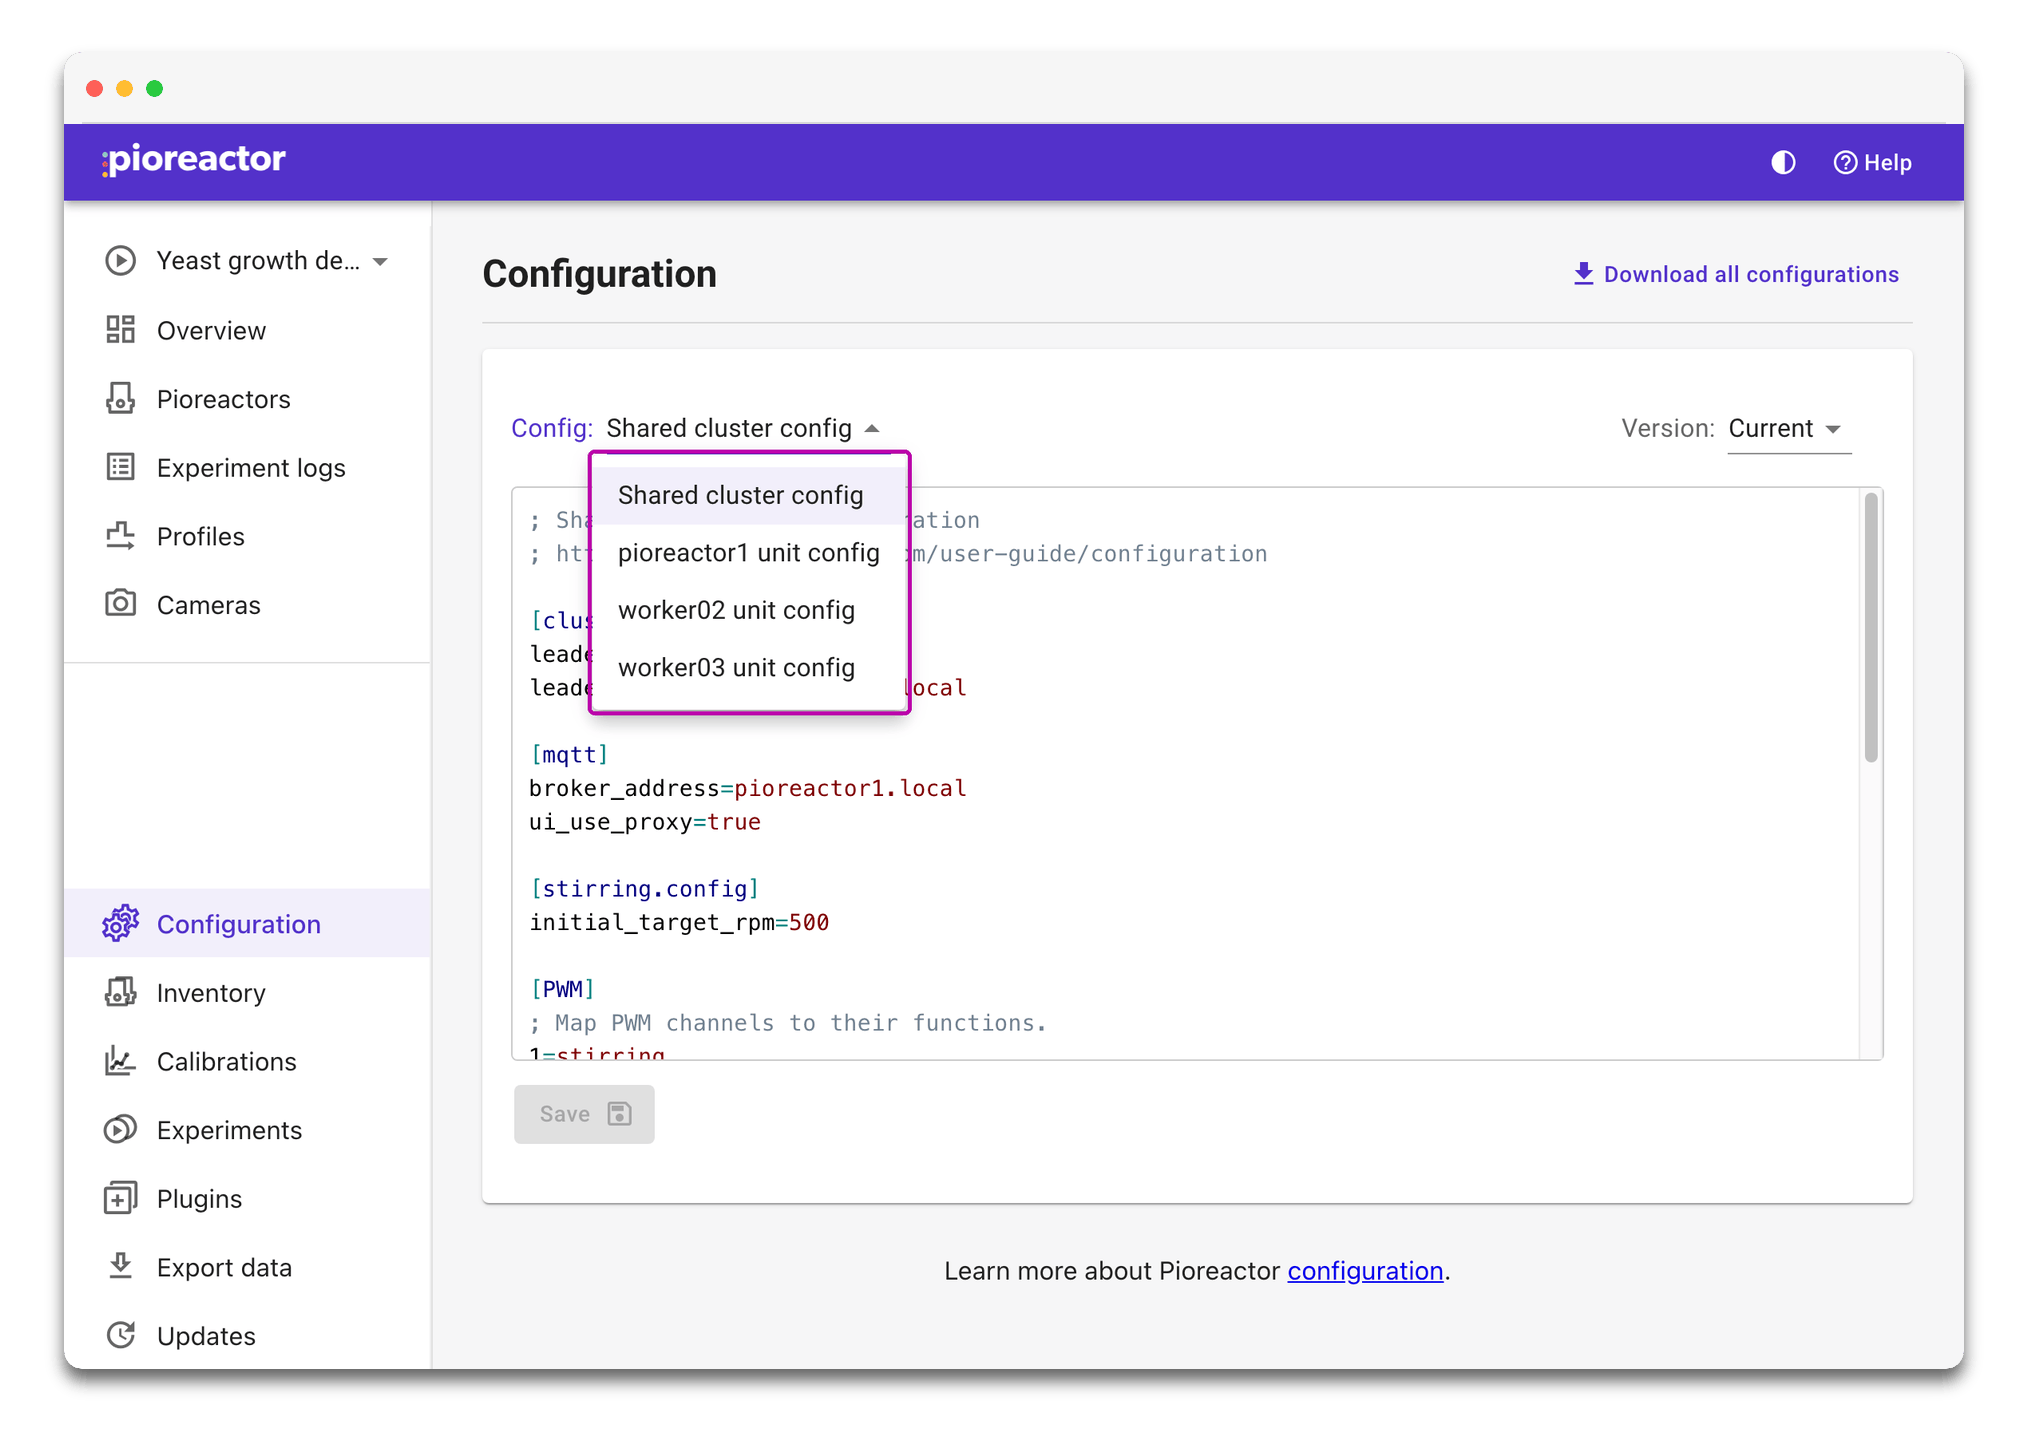 pioreactor
Help
Yeast growth de...
Overview
Pioreactors
Experiment logs
Profiles
Cameras
Configuration
Inventory
Calibrations
Experiments
Plugins
Export data
Updates
Configuration
Download all configurations
Config: Shared cluster config
Version: Current
Shared cluster config
pioreactor1 unit config
worker02 unit config
worker03 unit config
; Sha ation
; htt om/user-guide/configuration
[clus
leade
leade local
[mqtt]
broker_address=pioreactor1.local
ui_use_proxy=true
[stirring.config]
initial_target_rpm=500
[PWM]
; Map PWM channels to their functions.
1=stirring
Save
Learn more about Pioreactor configuration.